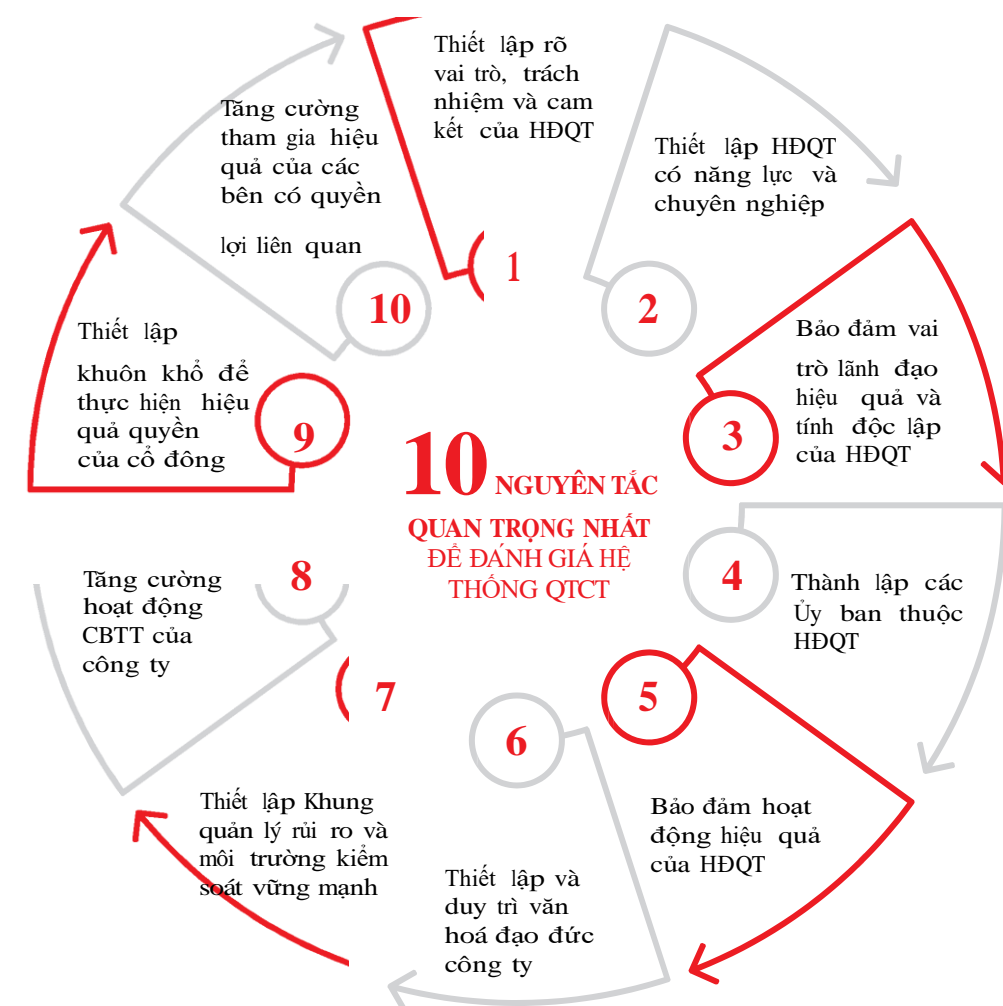 10 NGUYÊN TẮC
QUAN TRỌNG NHẤT
ĐỂ ĐÁNH GIÁ HỆ
THỐNG QTCT
1
Thiết lập rõ
vai trò, trách
nhiệm và cam
kết của HĐQT
2
Thiết lập HĐQT
có năng lực và
chuyên nghiệp
3
Bảo đảm vai
trò lãnh đạo
hiệu quả và
tính độc lập
của HĐQT
4
Thành lập các
Ủy ban thuộc
HĐQT
5
Bảo đảm hoạt
động hiệu quả
của HĐQT
6
Thiết lập và
duy trì văn
hoá đạo đức
công ty
7
Thiết lập Khung
quản lý rủi ro và
môi trường kiểm
soát vững mạnh
8
Tăng cường
hoạt động
CBTT của
công ty
9
Thiết lập
khuôn khổ để
thực hiện hiệu
quả quyền
của cổ đông
10
Tăng cường
tham gia hiệu
quả của các
bên có quyền
lợi liên quan